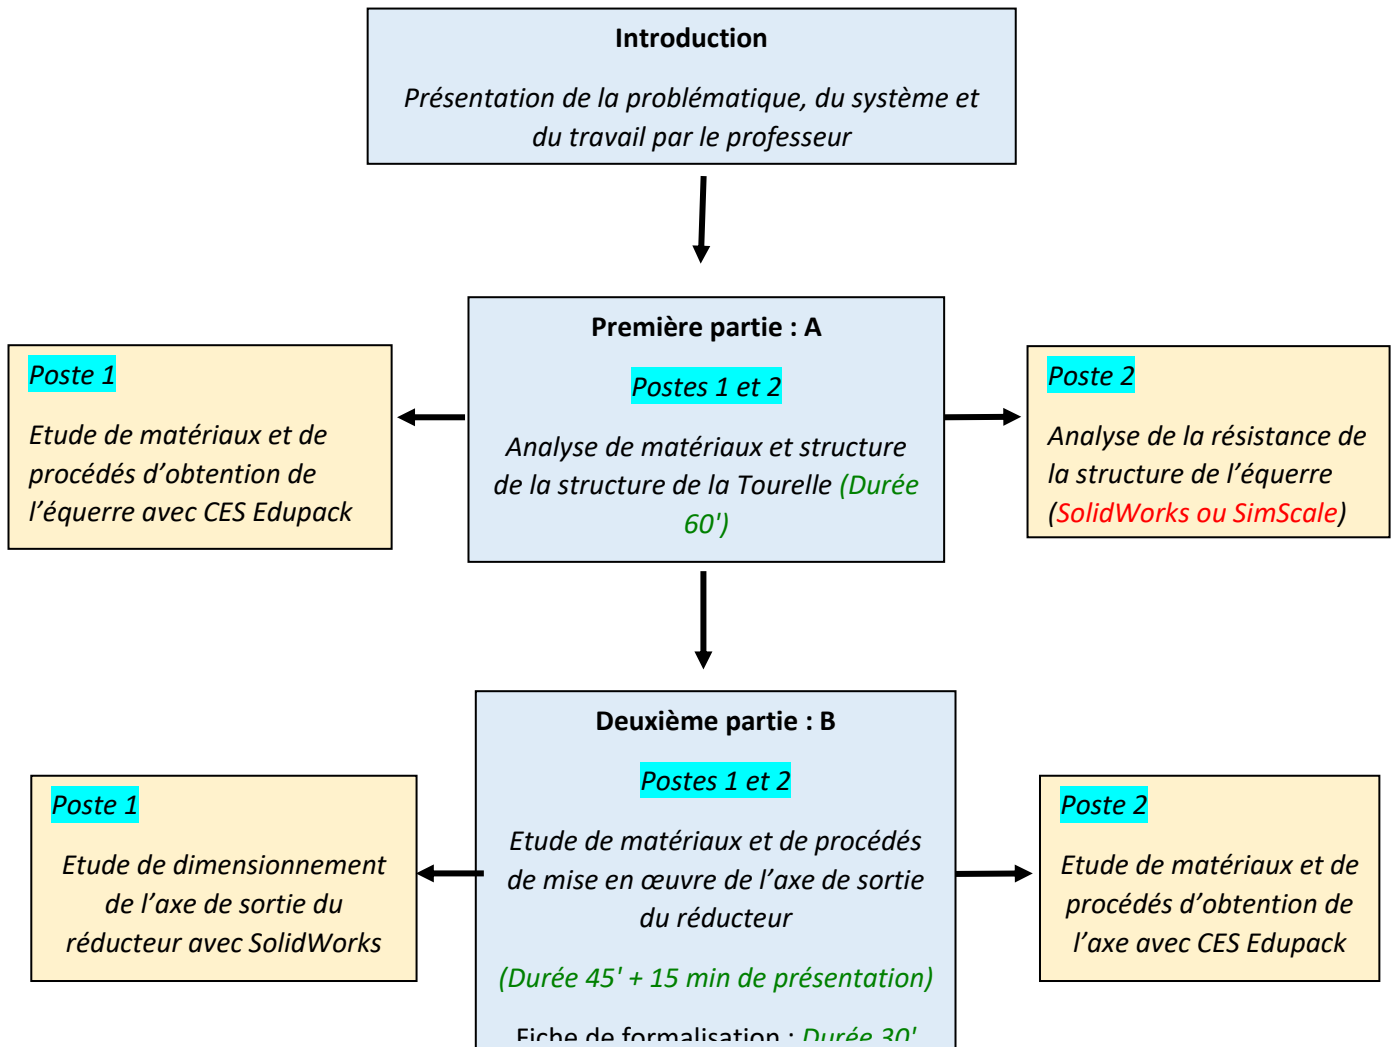 Introduction
Présentation de la problématique, du système et
du travail par le professeur
Première partie : A
Postes 1 et 2
Analyse de matériaux et structure
de la structure de la Tourelle (Durée
60')
Poste 1
Etude de matériaux et de
procédés d’obtention de
l’équerre avec CES Edupack
Poste 2
Analyse de la résistance de
la structure de l’équerre
(SolidWorks ou SimScale)
Deuxième partie : B
Postes 1 et 2
Etude de matériaux et de procédés
de mise en œuvre de l’axe de sortie
du réducteur
(Durée 45' + 15 min de présentation)
Fiche de formalisation : Durée 30'
Poste 1
Etude de dimensionnement
de l’axe de sortie du
réducteur avec SolidWorks
Poste 2
Etude de matériaux et de
procédés d’obtention de
l’axe avec CES Edupack